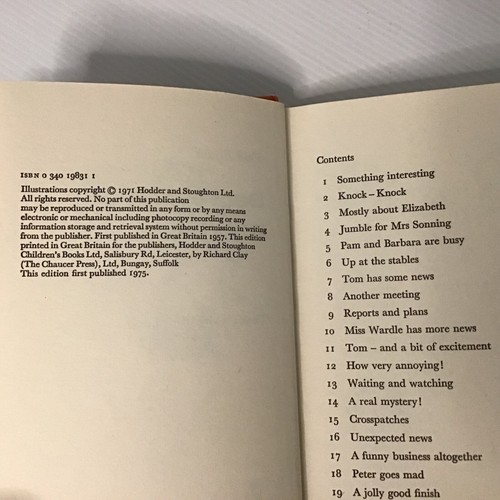 ISBN 0 340 19831 1
Illustrations copyright © 1971 Hodder and Stoughton Ltd.
All rights reserved. No part of this publication
may be reproduced or transmitted in any form or by any means
electronic or mechanical including photocopy recording or any
information storage and retrieval system without permission in writing
from the publisher. First published in Great Britain 1957. This edition
printed in Great Britain for the publishers, Hodder and Stoughton
Children's Books Ltd, Salisbury Rd, Leicester, by Richard Clay
(The Chaucer Press), Ltd, Bungay, Suffolk
This edition first published 1975.
Contents
1 Something interesting
2 Knock – Knock
3 Mostly about Elizabeth
4 Jumble for Mrs Sonning
5 Pam and Barbara are busy
6 Up at the stables
7 Tom has some news
8 Another meeting
9 Reports and plans
10 Miss Wardle has more news
11 Tom – and a bit of excitement
12 How very annoying!
13 Waiting and watching
14 A real mystery!
15 Crosspatches
16 Unexpected news
17 A funny business altogether
18 Peter goes mad
19 A jolly good finish